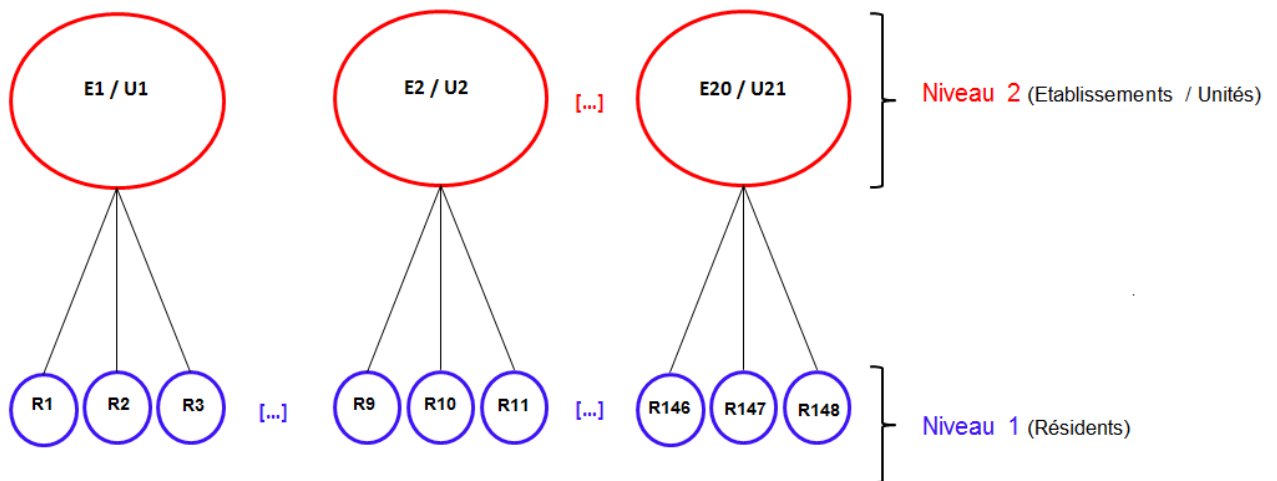 E1 / U1
E2 / U2
[...]
E20 / U21
Niveau 2 (Etablissements / Unités)
R1
R2
R3
[...]
R9
R10
R11
[...]
R146
R147
R148
Niveau 1 (Résidents)